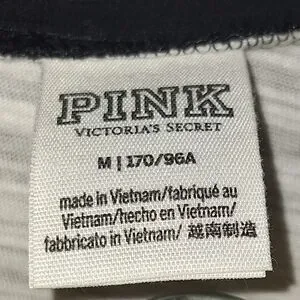 PINK
VICTORIA'S SECRET
M | 170/96A
made in Vietnam/fabriqué au
Vietnam/hecho en Vietnam/
fabbricato in Vietnam/ 越南制造